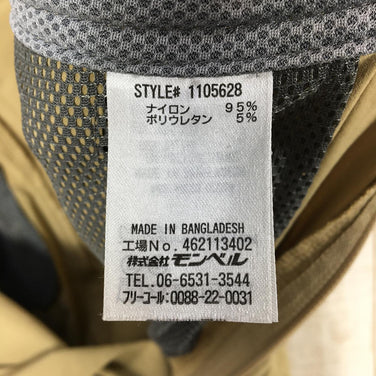 STYLE# 1105628
ナイロン 95%
ポリウレタン 5%
MADE IN BANGLADESH
工場No.462113402
株式会社モンベル
TEL.06-6531-3544
フリーコール:0088-22-0031